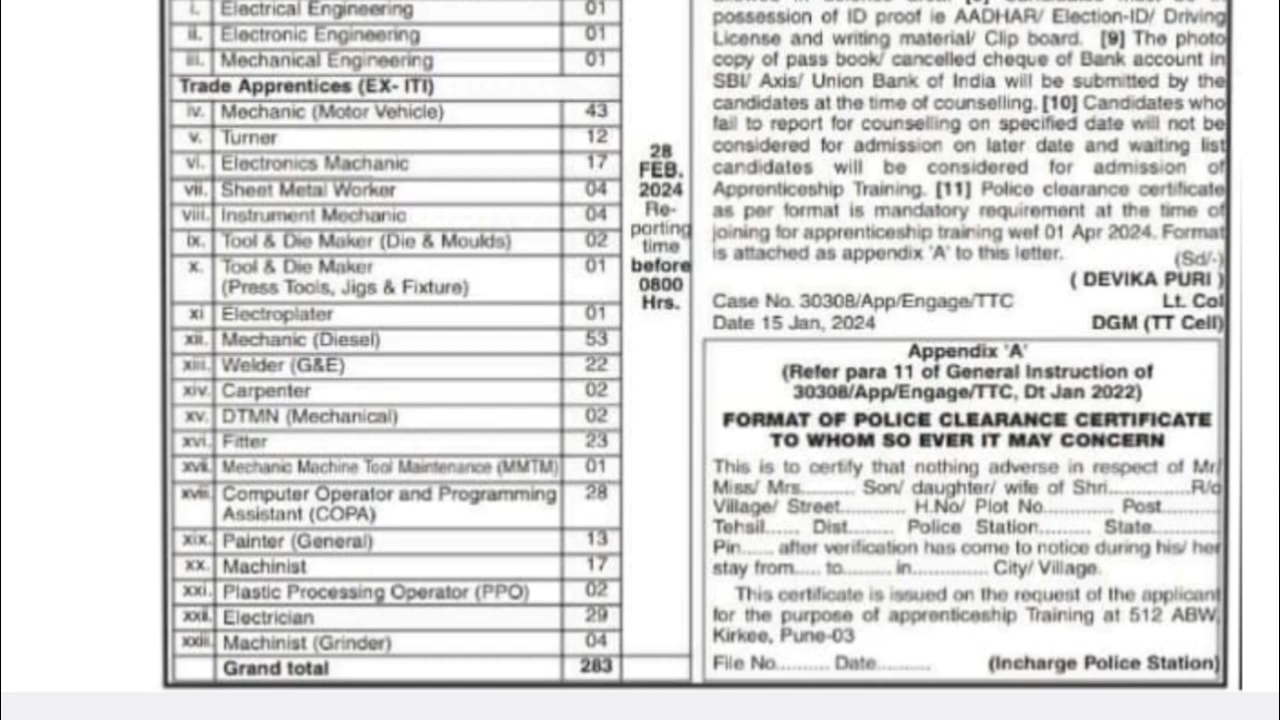 i. Electrical Engineering 01
ii. Electronic Engineering 01
iii. Mechanical Engineering 01
Trade Apprentices (EX- ITI)
iv. Mechanic (Motor Vehicle) 43
v. Turner 12
vi. Electronics Machanic 17
vii. Sheet Metal Worker 04
viii. Instrument Mechanic 04
ix. Tool & Die Maker (Die & Moulds) 02
x. Tool & Die Maker 01
(Press Tools, Jigs & Fixture)
xi Electroplater 01
xii. Mechanic (Diesel) 53
xiii. Welder (G&E) 22
xiv. Carpenter 02
xv. DTMN (Mechanical) 02
xvi. Fitter 23
xvii. Mechanic Machine Tool Maintenance (MMTM) 01
xviii. Computer Operator and Programming 28
Assistant (COPA)
xix. Painter (General) 13
xx. Machinist 17
xxi. Plastic Processing Operator (PPO) 02
xxii. Electrician 29
xxiii. Machinist (Grinder) 04
Grand total 283
28
FEB.
2024
Re-
porting
time
before
0800
Hrs.
allowed in defence area. [8] Candidates must be in
possession of ID proof ie AADHAR/ Election-ID/ Driving
License and writing material/ Clip board. [9] The photo
copy of pass book/ cancelled cheque of Bank account in
SBI/ Axis/ Union Bank of India will be submitted by the
candidates at the time of counselling. [10] Candidates who
fail to report for counselling on specified date will not be
considered for admission on later date and waiting list
candidates will be considered for admission of
Apprenticeship Training. [11] Police clearance certificate
as per format is mandatory requirement at the time of
joining for apprenticeship training wef 01 Apr 2024. Format
is attached as appendix 'A' to this letter.
(Sd/-)
( DEVIKA PURI )
Case No. 30308/App/Engage/TTC Lt. Col
Date 15 Jan, 2024 DGM (TT Cell)
Appendix 'A'
(Refer para 11 of General Instruction of
30308/App/Engage/TTC, Dt Jan 2022)
FORMAT OF POLICE CLEARANCE CERTIFICATE
TO WHOM SO EVER IT MAY CONCERN
This is to certify that nothing adverse in respect of Mr/
Miss/ Mrs.......... Son/ daughter/ wife of Shri..............R/o
Village/ Street............ H.No/ Plot No............ Post.........
Tehsil...... Dist........ Police Station......... State...........
Pin...... after verification has come to notice during his/ her
stay from..... to......... in.............. City/ Village.
This certificate is issued on the request of the applicant
for the purpose of apprenticeship Training at 512 ABW,
Kirkee, Pune-03
File No.......... Date.......... (Incharge Police Station)